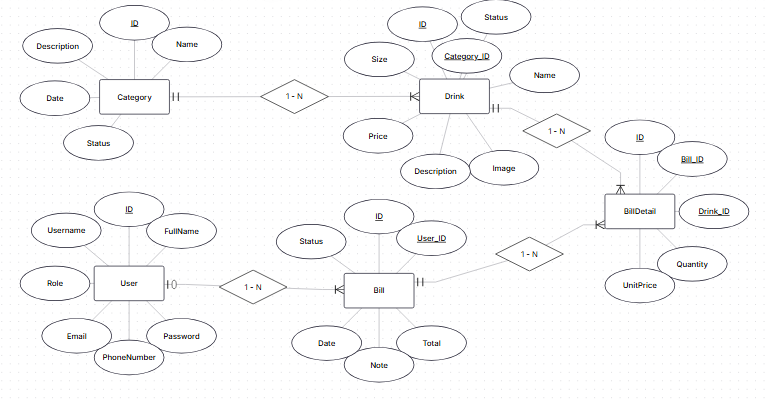 ID
Description
Name
Date
Category
Status
1 - N
Status
ID
Category_ID
Size
Name
Drink
Price
Description
Image
1 - N
ID
Bill_ID
Drink_ID
BillDetail
Quantity
UnitPrice
1 - N
ID
Username
FullName
Role
User
Email
Password
PhoneNumber
1 - N
ID
Status
User_ID
Bill
Date
Total
Note